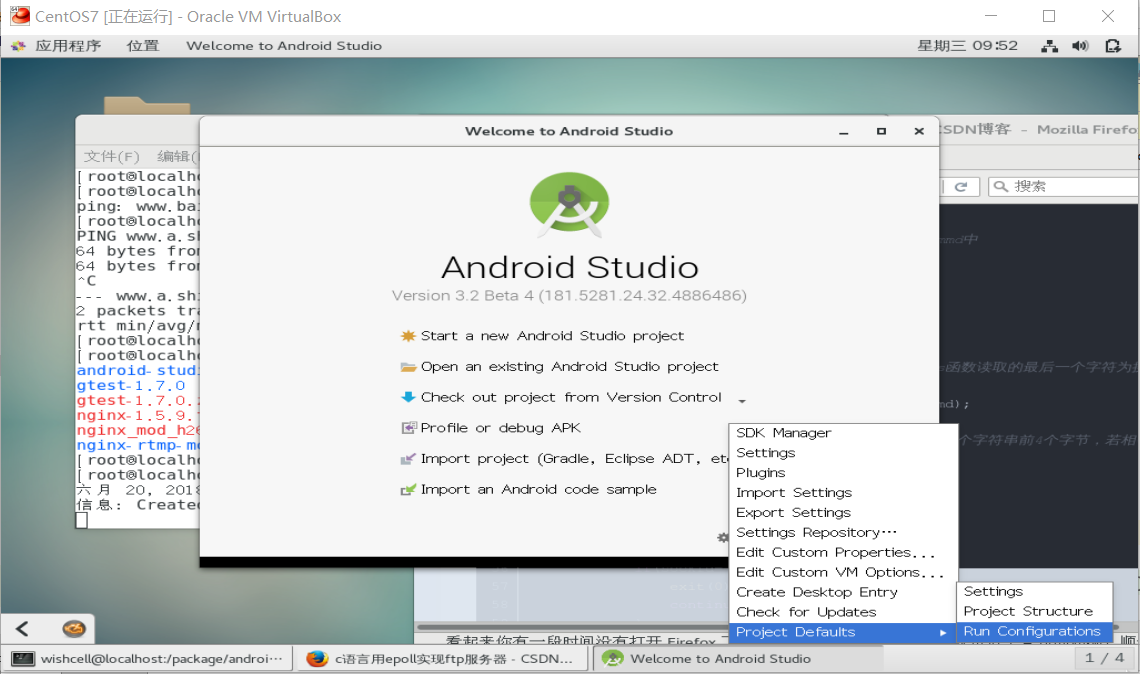 CentOS7 [正在运行] - Oracle VM VirtualBox
应用程序 位置 Welcome to Android Studio 星期三 09:52
Welcome to Android Studio
CSDN博客 - Mozilla Firefo
文件(F) 编辑(
搜索
[root@localho
[root@localho
ping: www.bai
[root@localho
PING www.a.sh
64 bytes from
64 bytes from
^C
--- www.a.shi
2 packets tra
rtt min/avg/m
[root@localho
[root@localho
android-studi
gtest-1.7.0
gtest-1.7.0.
nginx-1.5.9.
nginx_mod_h26
nginx-rtmp-mo
[root@localho
[root@localho
六月 20, 2018
信息: Created
Android Studio
Version 3.2 Beta 4 (181.5281.24.32.4886486)
Start a new Android Studio project
Open an existing Android Studio project
Check out project from Version Control
Profile or debug APK
Import project (Gradle, Eclipse ADT, etc
Import an Android code sample
mmd中
函数读取的最后一个字符为
md);
个字符串前4个字节，若相
SDK Manager
Settings
Plugins
Import Settings
Export Settings
Settings Repository···
Edit Custom Properties...
Edit Custom VM Options...
Create Desktop Entry
Check for Updates
Project Defaults
Settings
Project Structure
Run Configurations
看起来你有一段时间没有打开 Firefox
wishcell@localhost:/package/androi···
c语言用epoll实现ftp服务器 - CSDN...
Welcome to Android Studio
1 / 4